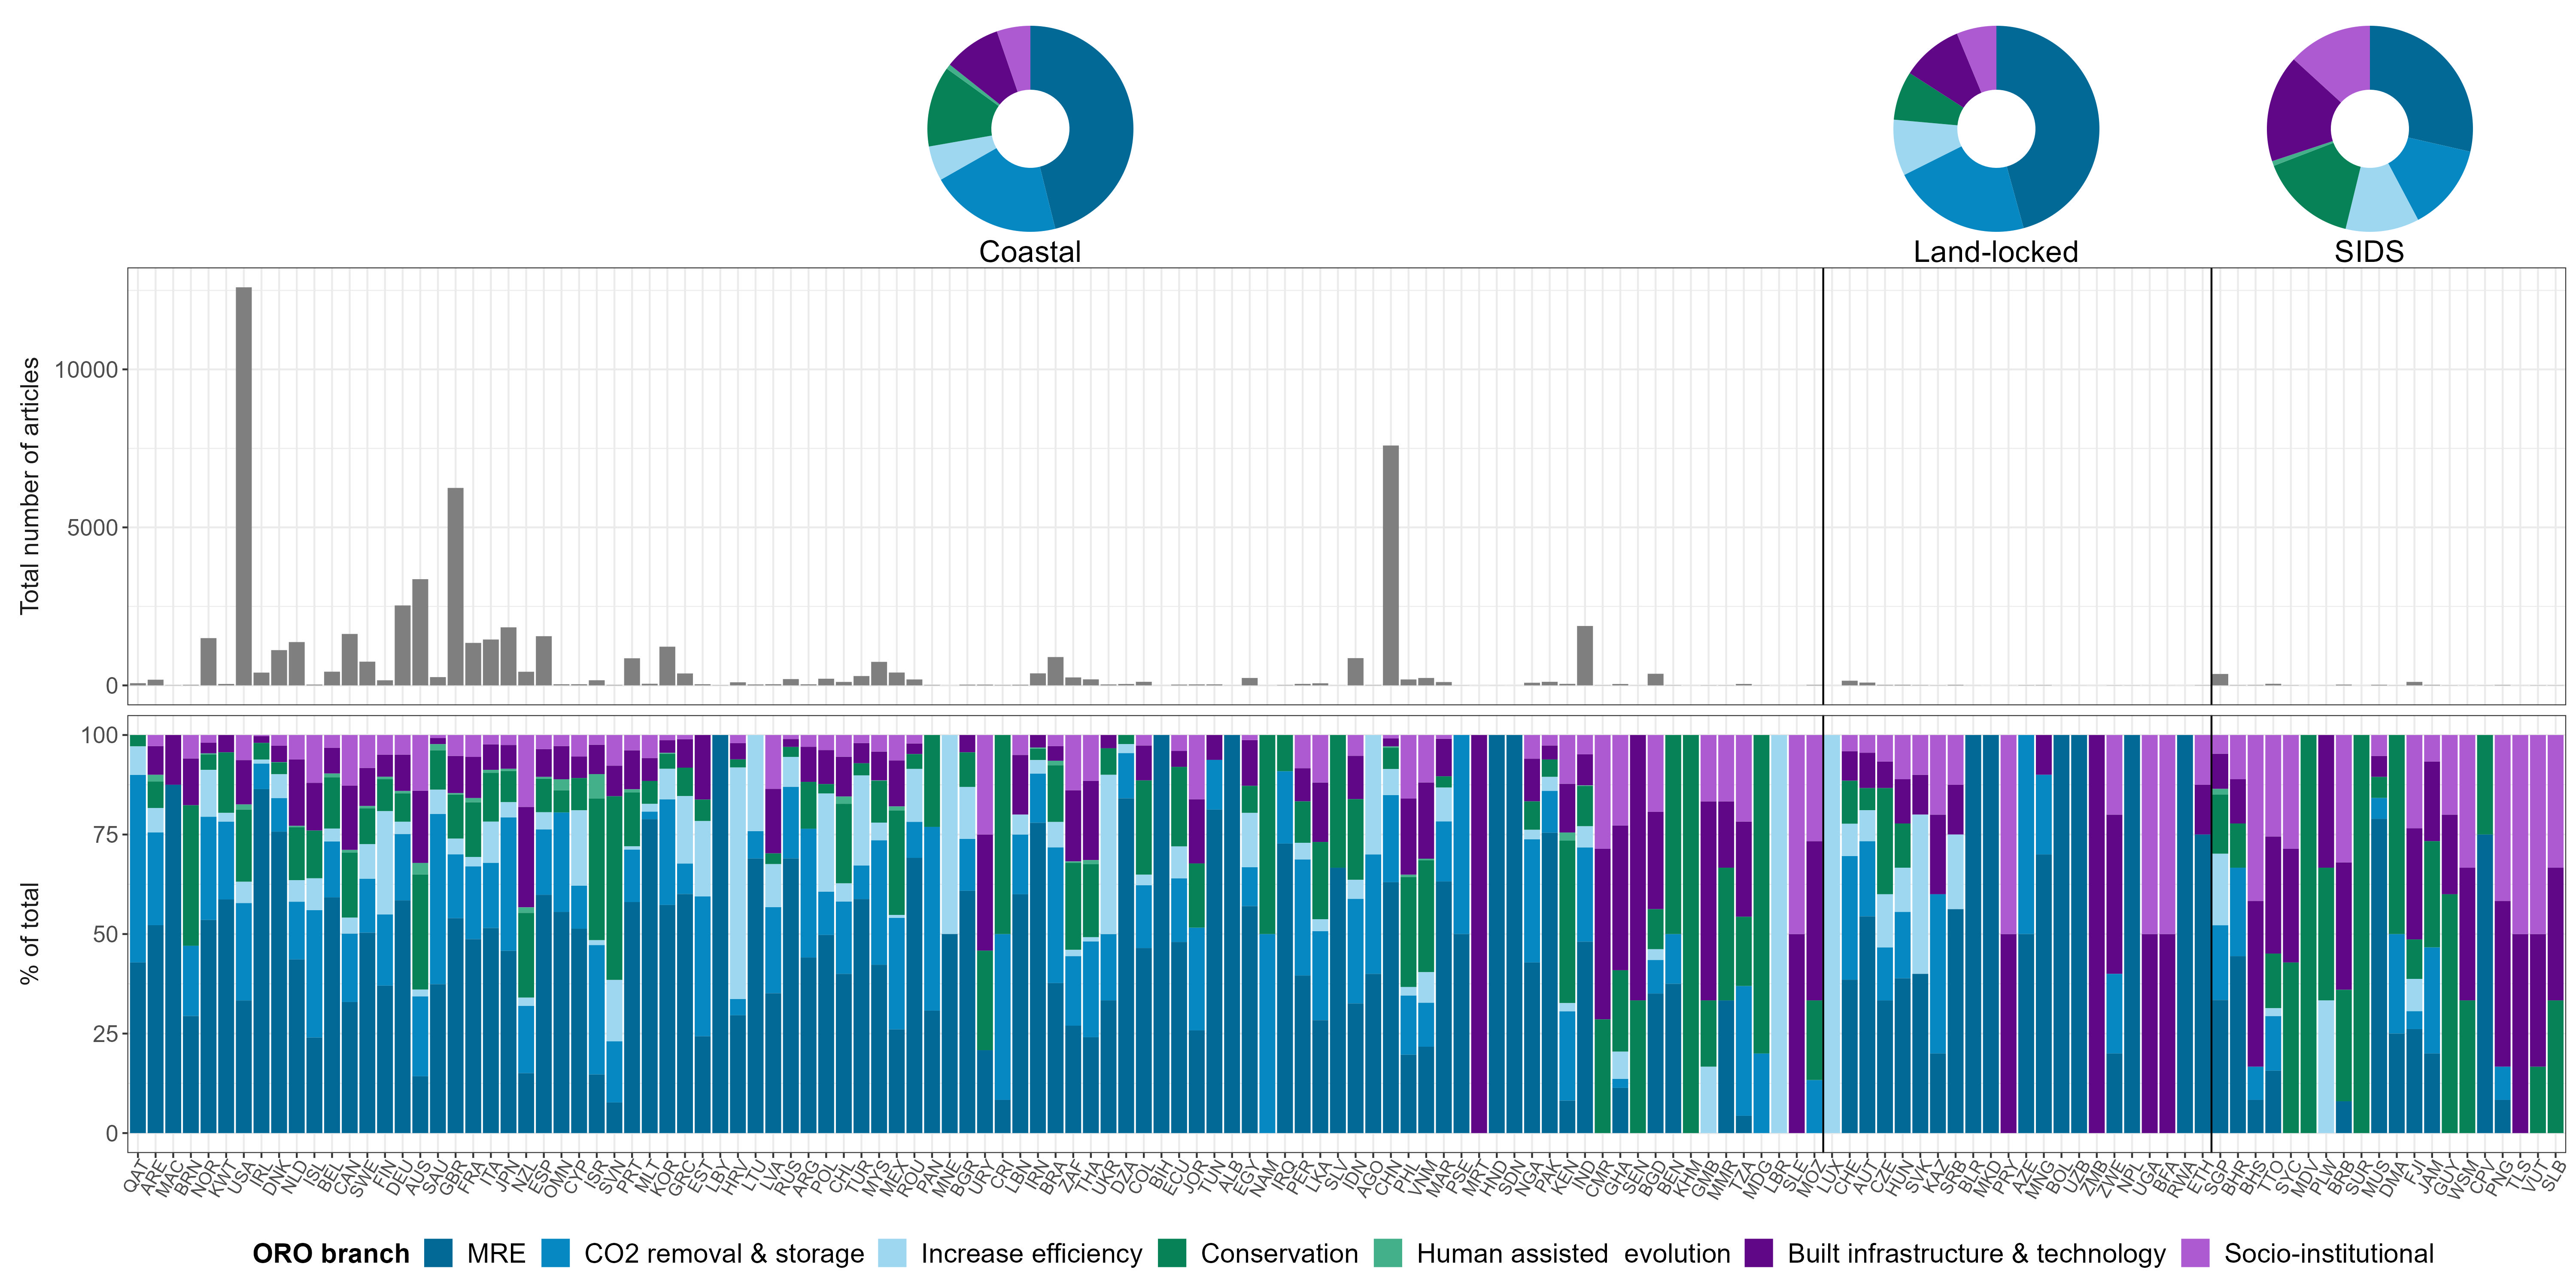 Coastal
Land-locked
SIDS
Total number of articles
10000
5000
0
% of total
100
75
50
25
0
QAT ARE MAC BRN NOR KWT USA IRL DNK NLD ISL BEL CAN SWE FIN DEU AUS SAU GBR FRA ITA JPN NZL ESP OMN CYP ISR SVN PRT MLT KOR GRC EST LBY HRV LTU LVA RUS ARG POL CHL TUR MYS MEX ROU PAN MNE BGR URY CRI LBN IRN BRA ZAF THA UKR DZA COL BIH ECU JOR TUN ALB EGY NAM IRQ PER LKA SLV IDN AGO CHN PHL VNM MAR PSE MRT HND SDN NGA PAK KEN IND CMR GHA SEN BGD BEN KHM GMB MMR TZA MDG LBR SLE MOZ LUX CHE AUT CZE HUN SVK KAZ SRB BLR MKD PRY AZE MNG BOL UZB ZMB ZWE NPL UGA BFA RWA ETH SGP BHR BHS TTO SYC MDV PLW BRB SUR MUS DMA FJI JAM GUY WSM CPV PNG TLS VUT SLB
ORO branch MRE CO2 removal & storage Increase efficiency Conservation Human assisted evolution Built infrastructure & technology Socio-institutional